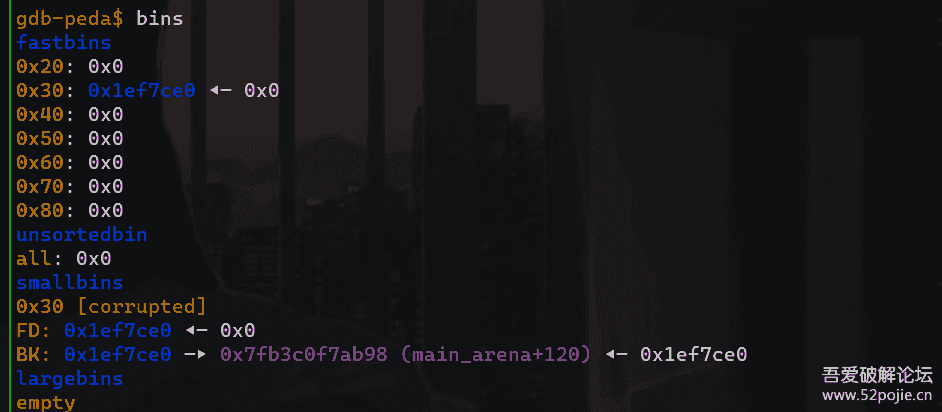 gdb-peda$ bins
fastbins
0x20: 0x0
0x30: 0x1ef7ce0 ◂— 0x0
0x40: 0x0
0x50: 0x0
0x60: 0x0
0x70: 0x0
0x80: 0x0
unsortedbin
all: 0x0
smallbins
0x30 [corrupted]
FD: 0x1ef7ce0 ◂— 0x0
BK: 0x1ef7ce0 —▸ 0x7fb3c0f7ab98 (main_arena+120) ◂— 0x1ef7ce0
largebins
empty
吾爱破解论坛
www.52pojie.cn